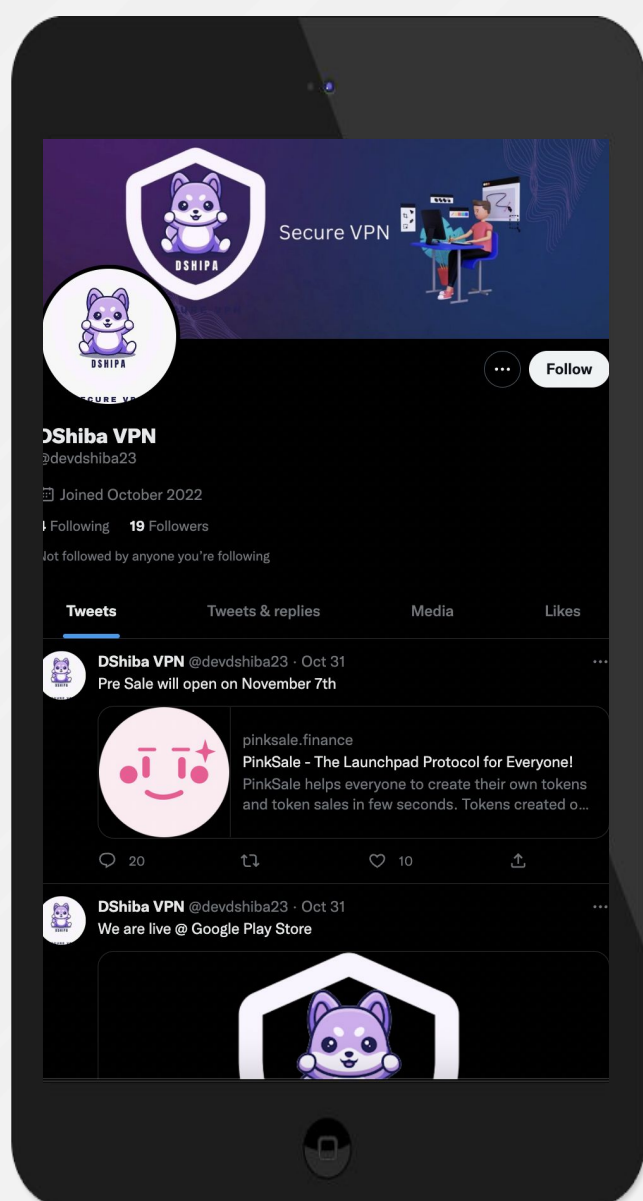 DSHIPA
Secure VPN
DSHIPA
Follow
DShiba VPN
@devdshiba23
Joined October 2022
4 Following 19 Followers
Not followed by anyone you're following
Tweets Tweets & replies Media Likes
DShiba VPN @devdshiba23 · Oct 31
Pre Sale will open on November 7th
pinksale.finance
PinkSale - The Launchpad Protocol for Everyone!
PinkSale helps everyone to create their own tokens
and token sales in few seconds. Tokens created o...
20 10
DShiba VPN @devdshiba23 · Oct 31
We are live @ Google Play Store